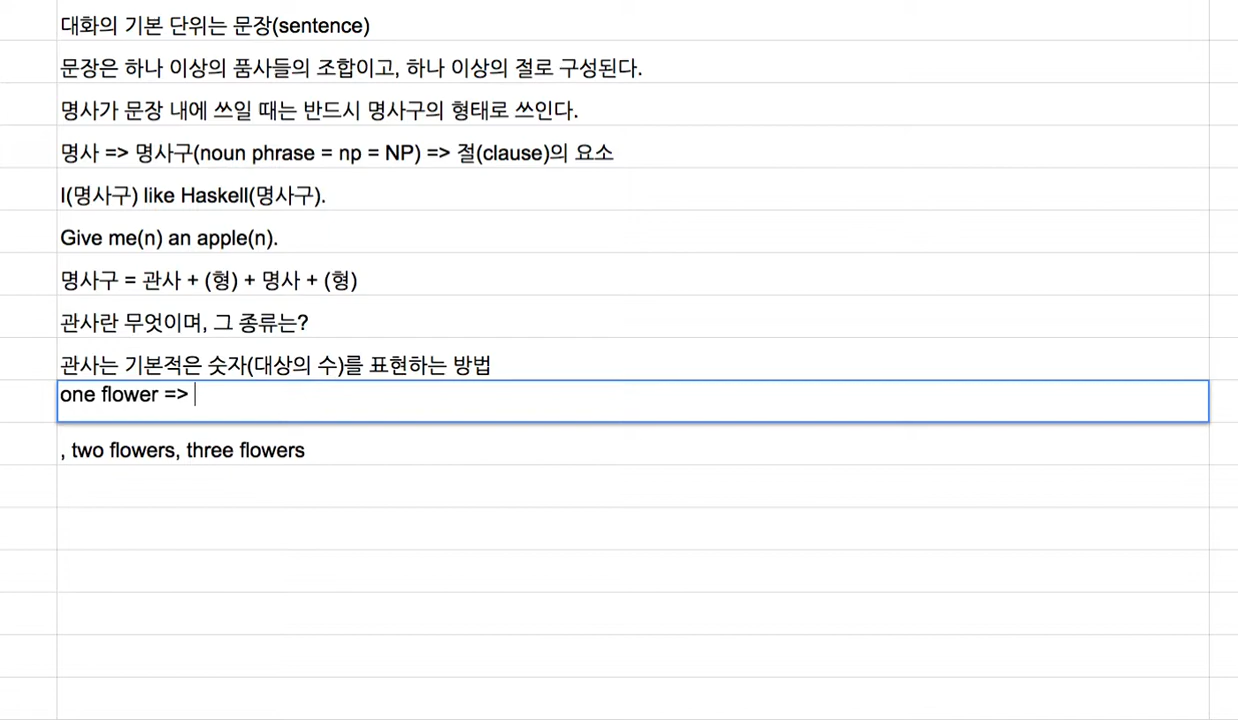 대화의 기본 단위는 문장(sentence)
문장은 하나 이상의 품사들의 조합이고, 하나 이상의 절로 구성된다.
명사가 문장 내에 쓰일 때는 반드시 명사구의 형태로 쓰인다.
명사 => 명사구(noun phrase = np = NP) => 절(clause)의 요소
I(명사구) like Haskell(명사구).
Give me(n) an apple(n).
명사구 = 관사 + (형) + 명사 + (형)
관사란 무엇이며, 그 종류는?
관사는 기본적은 숫자(대상의 수)를 표현하는 방법
one flower =>
, two flowers, three flowers